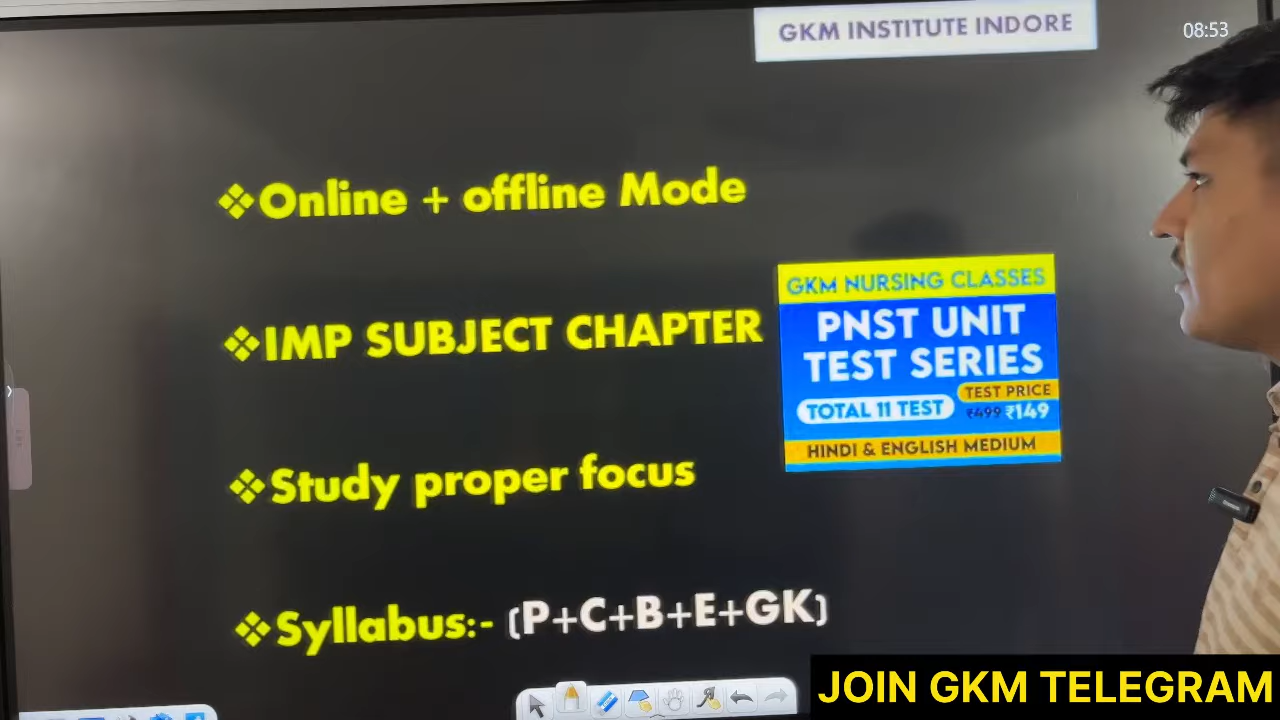 GKM INSTITUTE INDORE
08:53
❖Online + offline Mode
❖IMP SUBJECT CHAPTER
GKM NURSING CLASSES
PNST UNIT
TEST SERIES
TEST PRICE
TOTAL 11 TEST
₹499 ₹149
HINDI & ENGLISH MEDIUM
❖Study proper focus
❖Syllabus:- (P+C+B+E+GK)
JOIN GKM TELEGRAM